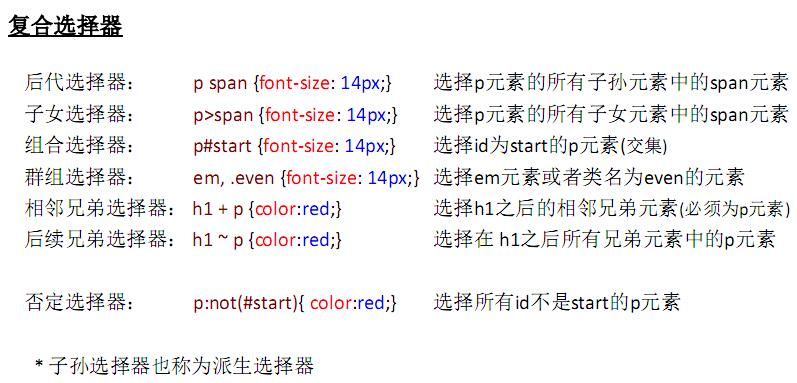 复合选择器
后代选择器： p span {font-size: 14px;} 选择p元素的所有子孙元素中的span元素
子女选择器： p>span {font-size: 14px;} 选择p元素的所有子女元素中的span元素
组合选择器： p#start {font-size: 14px;} 选择id为start的p元素(交集)
群组选择器： em, .even {font-size: 14px;} 选择em元素或者类名为even的元素
相邻兄弟选择器： h1 + p {color:red;} 选择h1之后的相邻兄弟元素(必须为p元素)
后续兄弟选择器： h1 ~ p {color:red;} 选择在 h1之后所有兄弟元素中的p元素
否定选择器： p:not(#start){ color:red;} 选择所有id不是start的p元素
* 子孙选择器也称为派生选择器